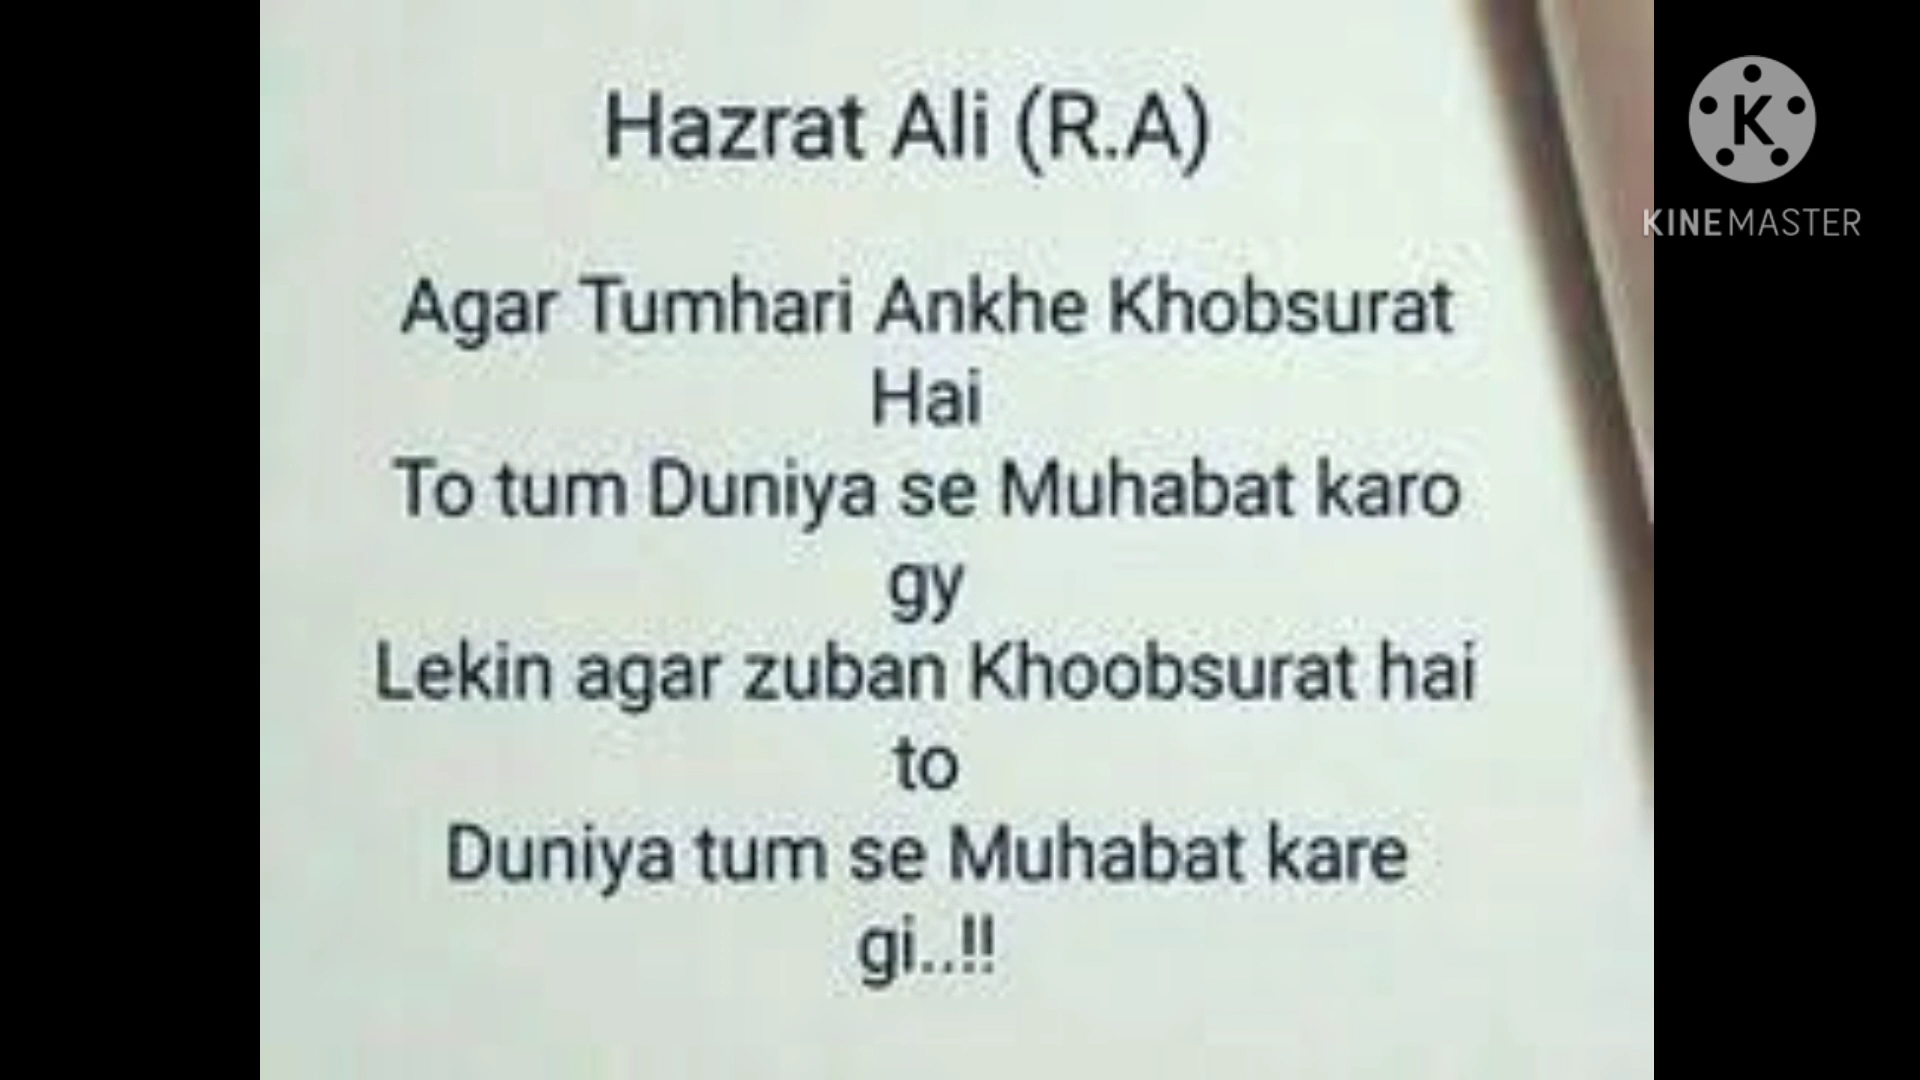 Hazrat Ali (R.A)
Agar Tumhari Ankhe Khobsurat
Hai
To tum Duniya se Muhabat karo
gy
Lekin agar zuban Khoobsurat hai
to
Duniya tum se Muhabat kare
gi..!!
K
KINEMASTER